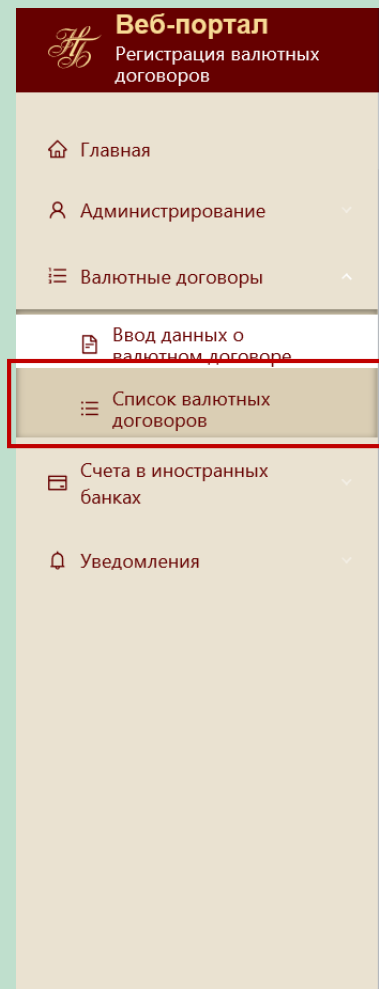 Веб-портал
Регистрация валютных
договоров
Главная
Администрирование
Валютные договоры
Ввод данных о
валютном договоре
Список валютных
договоров
Счета в иностранных
банках
Уведомления